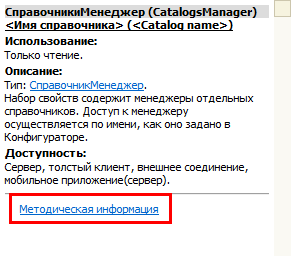 СправочникиМенеджер (CatalogsManager)
<Имя справочника> (<Catalog name>)
Использование:
Только чтение.
Описание:
Тип: СправочникМенеджер.
Набор свойств содержит менеджеры отдельных
справочников. Доступ к менеджеру
осуществляется по имени, как оно задано в
Конфигураторе.
Доступность:
Сервер, толстый клиент, внешнее соединение,
мобильное приложение(сервер).
Методическая информация